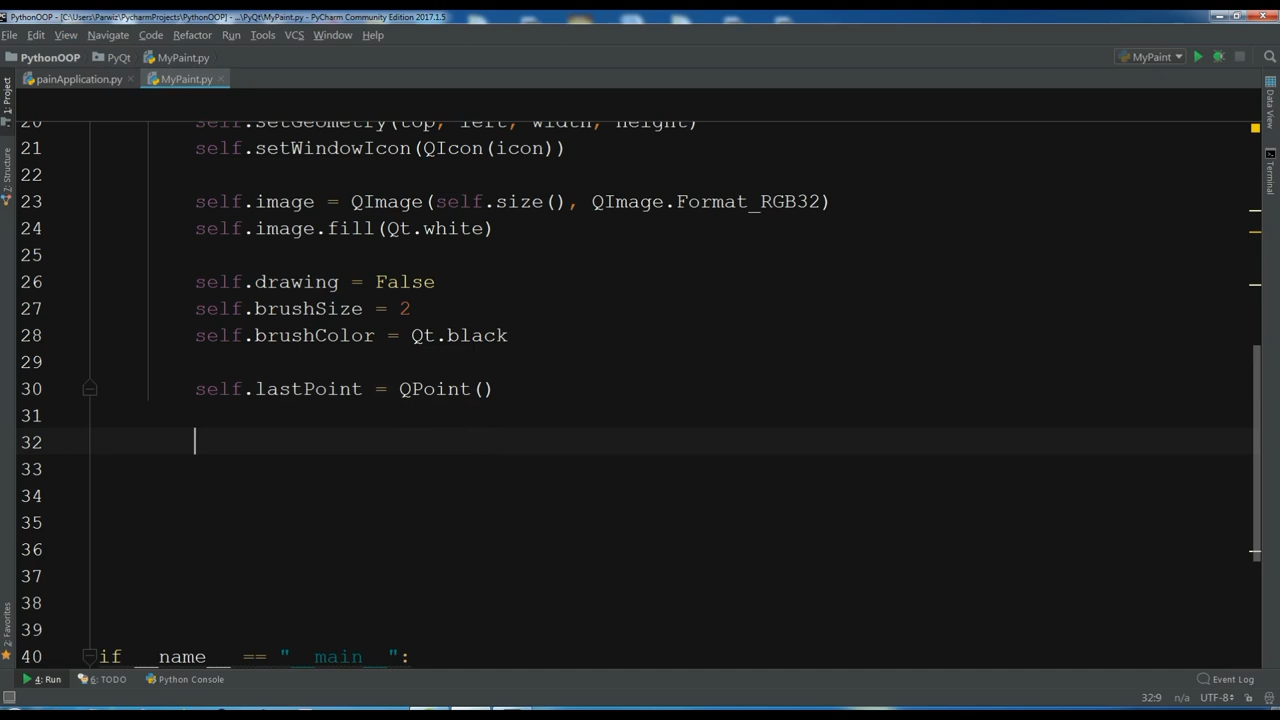 PythonOOP - [C:\Users\Parwiz\PycharmProjects\PythonOOP] - ...\PyQt\MyPaint.py - PyCharm Community Edition 2017.1.5
File Edit View Navigate Code Refactor Run Tools VCS Window Help
PythonOOP PyQt MyPaint.py MyPaint
painApplication.py MyPaint.py
1: Project
7: Structure
2: Favorites
Data View
Terminal
20 self.setGeometry(top, left, width, height)
21 self.setWindowIcon(QIcon(icon))
22
23 self.image = QImage(self.size(), QImage.Format_RGB32)
24 self.image.fill(Qt.white)
25
26 self.drawing = False
27 self.brushSize = 2
28 self.brushColor = Qt.black
29
30 self.lastPoint = QPoint()
31
32
33
34
35
36
37
38
39
40 if __name__ == "__main__":
4: Run 6: TODO Python Console Event Log
32:9 n/a UTF-8